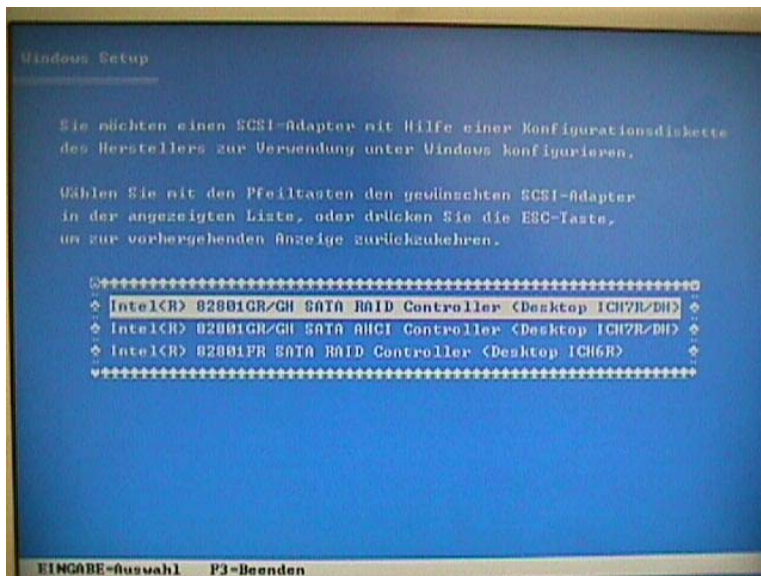 Windows Setup
Sie möchten einen SCSI-Adapter mit Hilfe einer Konfigurationsdiskette
des Herstellers zur Verwendung unter Windows konfigurieren.
Wählen Sie mit den Pfeiltasten den gewünschten SCSI-Adapter
in der angezeigten Liste, oder drücken Sie die ESC-Taste,
um zur vorhergehenden Anzeige zurückzukehren.
Intel(R) 82801GR/GH SATA RAID Controller (Desktop ICH7R/DH)
Intel(R) 82801GR/GH SATA AHCI Controller (Desktop ICH7R/DH)
Intel(R) 82801FR SATA RAID Controller (Desktop ICH6R)
EINGABE=Auswahl F3=Beenden